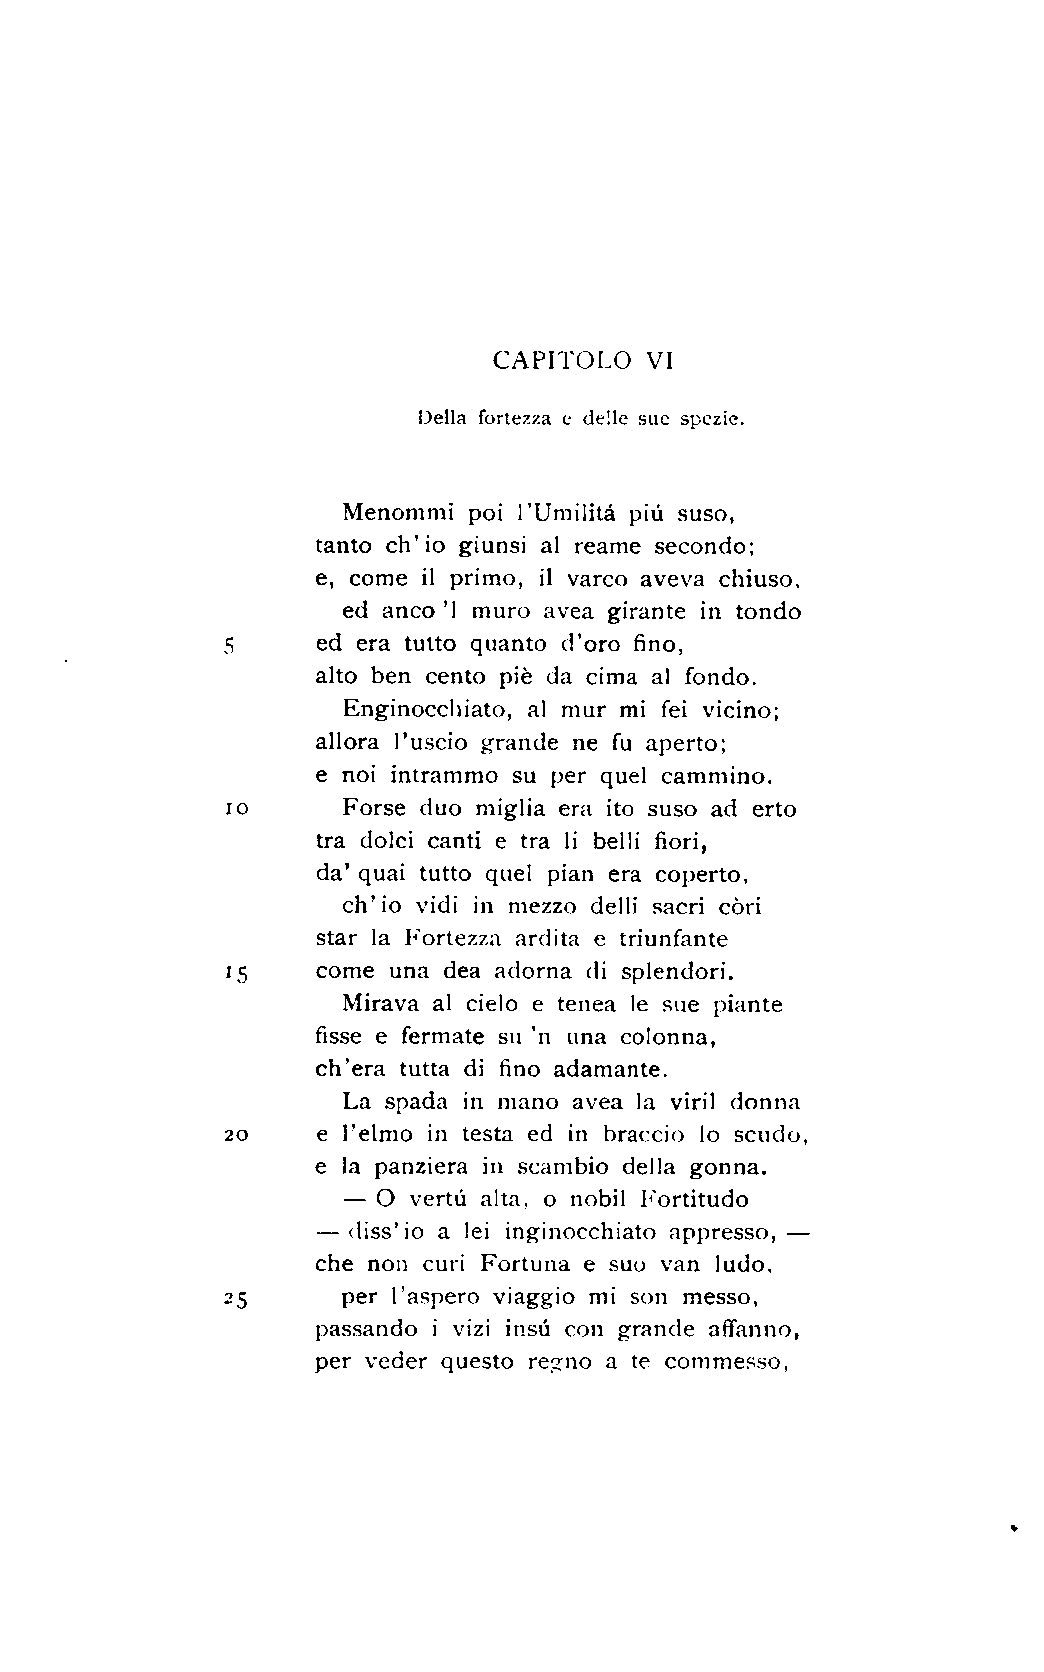 CAPITOLO VI
Della fortezza e delle sue spezie.
Menommi poi l'Umilitá piú suso,
tanto ch'io giunsi al reame secondo;
e, come il primo, il varco aveva chiuso,
ed anco 'l muro avea girante in tondo
5 ed era tutto quanto d'oro fino,
alto ben cento piè da cima al fondo.
Enginocchiato, al mur mi fei vicino;
allora l'uscio grande ne fu aperto;
e noi intrammo su per quel cammino.
10 Forse duo miglia era ito suso ad erto
tra dolci canti e tra li belli fiori,
da' quai tutto quel pian era coperto,
ch'io vidi in mezzo delli sacri còri
star la Fortezza ardita e triunfante
15 come una dea adorna di splendori.
Mirava al cielo e tenea le sue piante
fisse e fermate su 'n una colonna,
ch'era tutta di fino adamante.
La spada in mano avea la viril donna
20 e l'elmo in testa ed in braccio lo scudo,
e la panziera in scambio della gonna.
— O vertú alta, o nobil Fortitudo
— diss'io a lei inginocchiato appresso, —
che non curi Fortuna e suo van ludo,
25 per l'aspero viaggio mi son messo,
passando i vizi insú con grande affanno,
per veder questo regno a te commesso,